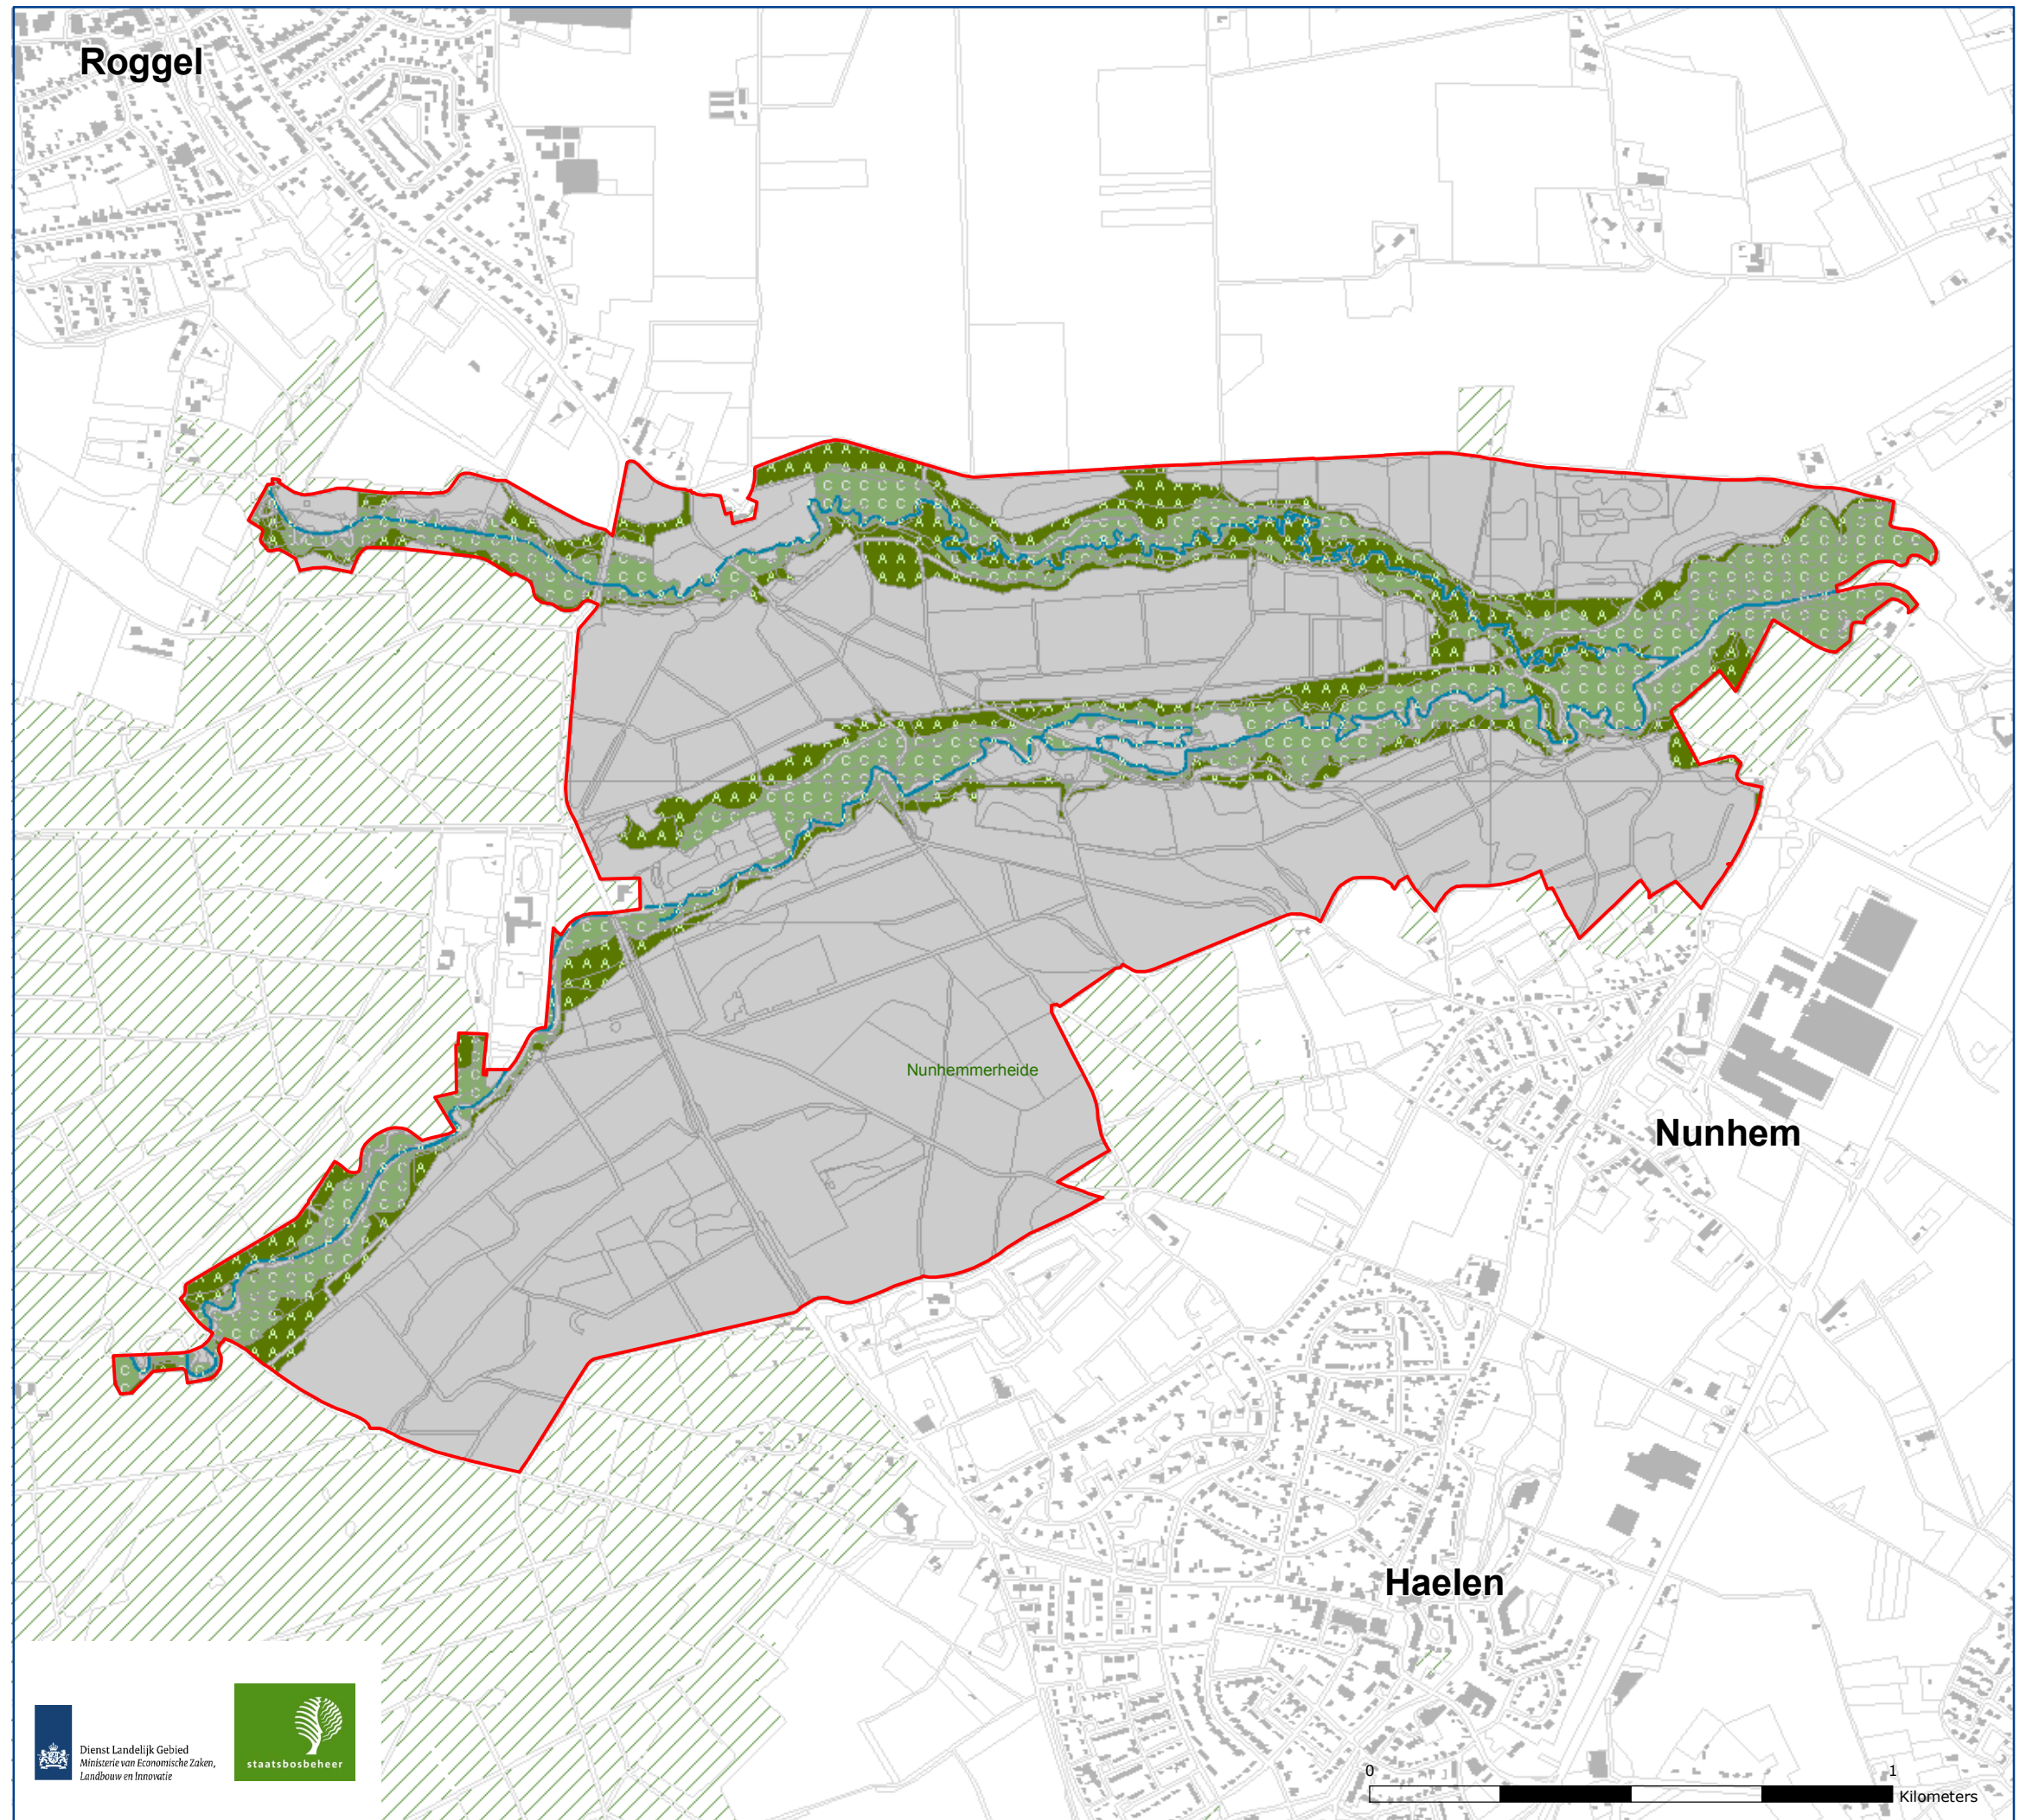 Roggel
Nunhemmerheide
Nunhem
Haelen
Dienst Landelijk Gebied
Ministerie van Economische Zaken,
Landbouw en Innovatie
staatsbosbeheer
0 1
Kilometers